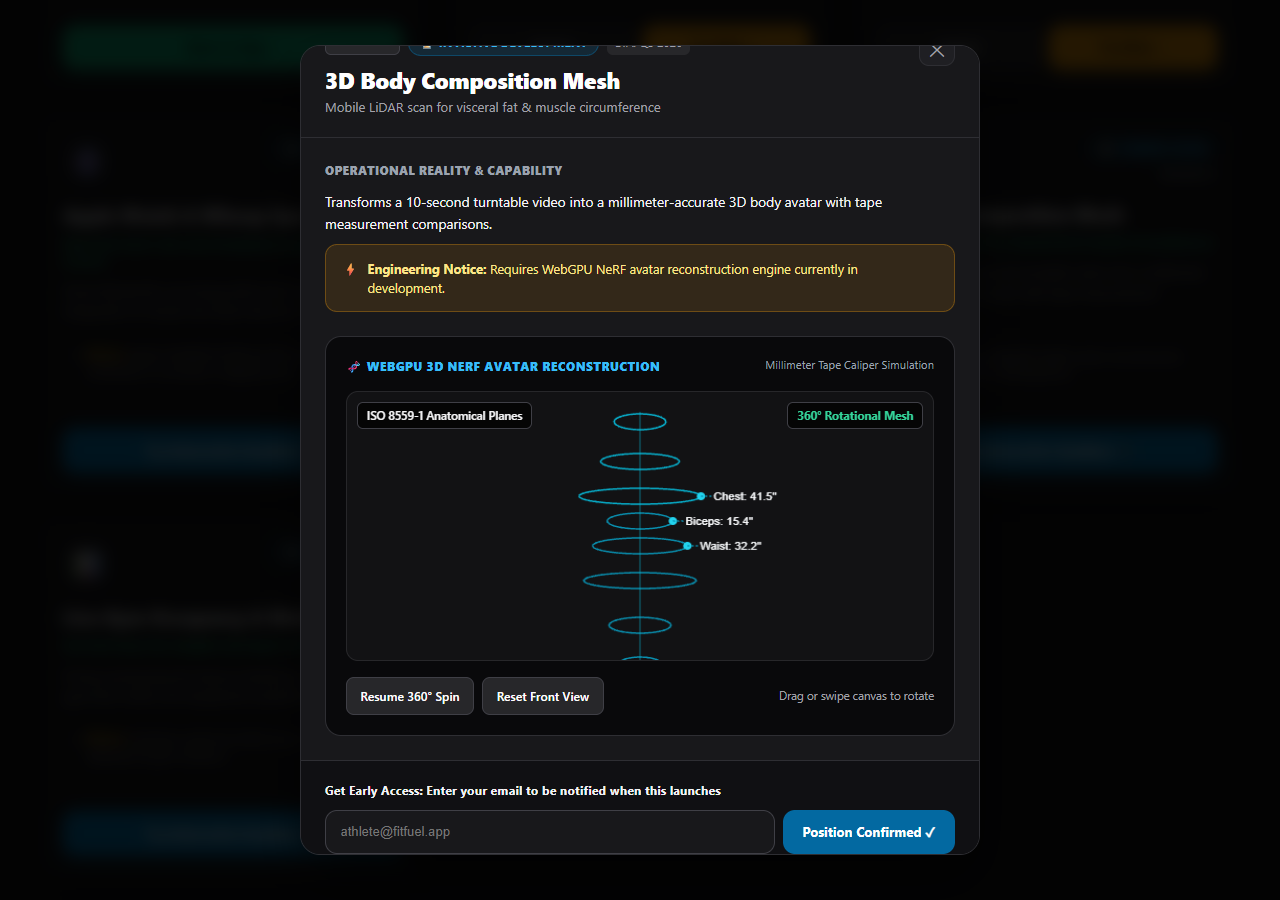 3D Body Composition Mesh
Mobile LiDAR scan for visceral fat & muscle circumference
OPERATIONAL REALITY & CAPABILITY
Transforms a 10-second turntable video into a millimeter-accurate 3D body avatar with tape
measurement comparisons.
Engineering Notice: Requires WebGPU NeRF avatar reconstruction engine currently in
development.
WEBGPU 3D NERF AVATAR RECONSTRUCTION
Millimeter Tape Caliper Simulation
ISO 8559-1 Anatomical Planes
360° Rotational Mesh
Chest: 41.5"
Biceps: 15.4"
Waist: 32.2"
Resume 360° Spin
Reset Front View
Drag or swipe canvas to rotate
Get Early Access: Enter your email to be notified when this launches
athlete@fitfuel.app
Position Confirmed ✓